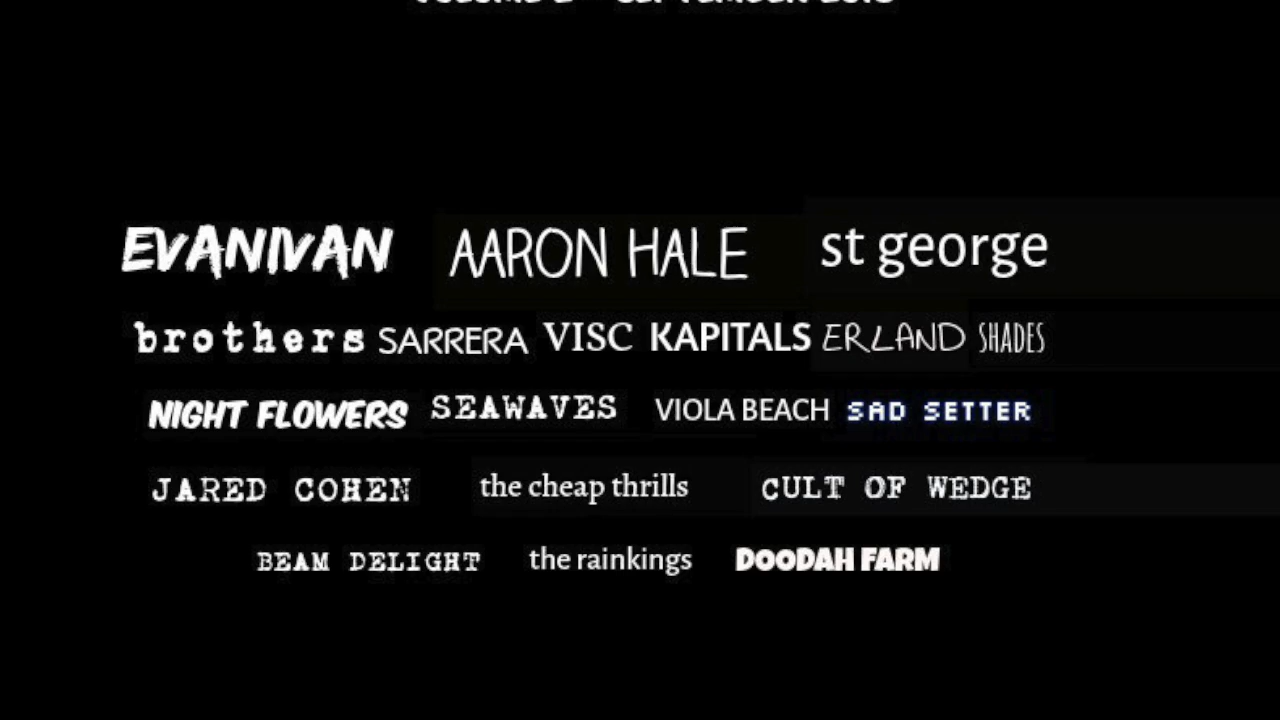 EVANIVAN AARON HALE st george
brothers SARRERA VISC KAPITALS ERLAND SHADES
NIGHT FLOWERS SEAWAVES VIOLA BEACH SAD SETTER
JARED COHEN the cheap thrills CULT OF WEDGE
BEAM DELIGHT the rainkings DOODAH FARM